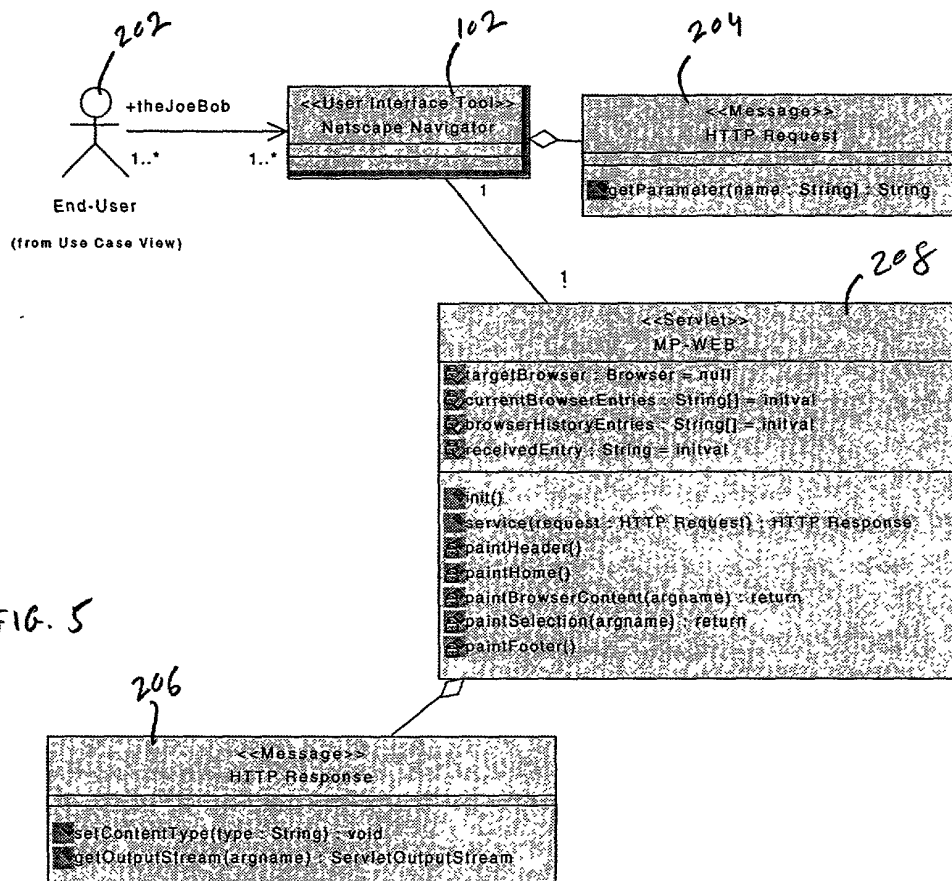 202
102
204
+theJoeBob
1..*
1..*
End-User
(from Use Case View)
<<User Interface Tool>>
Netscape Navigator
<<Message>>
HTTP Request
getParameter(name : String) : String
1
1
208
<<Servlet>>
MP-WEB
targetBrowser : Browser = null
currentBrowserEntries : String[] = initval
browserHistoryEntries : String[] = initval
receivedEntry : String = initval
init()
service(request : HTTP Request) : HTTP Response
paintHeader()
paintHome()
paintBrowserContent(argname) : return
paintSelection(argname) : return
paintFooter()
FIG. 5
206
<<Message>>
HTTP Response
setContentType(type : String) : void
getOutputStream(argname) : ServletOutputStream